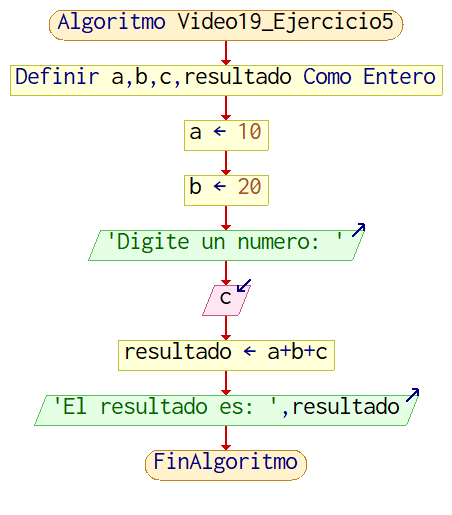 Algoritmo Video19_Ejercicio5
Definir a,b,c,resultado Como Entero
a ← 10
b ← 20
'Digite un numero: '
c
resultado ← a+b+c
'El resultado es: ',resultado
FinAlgoritmo